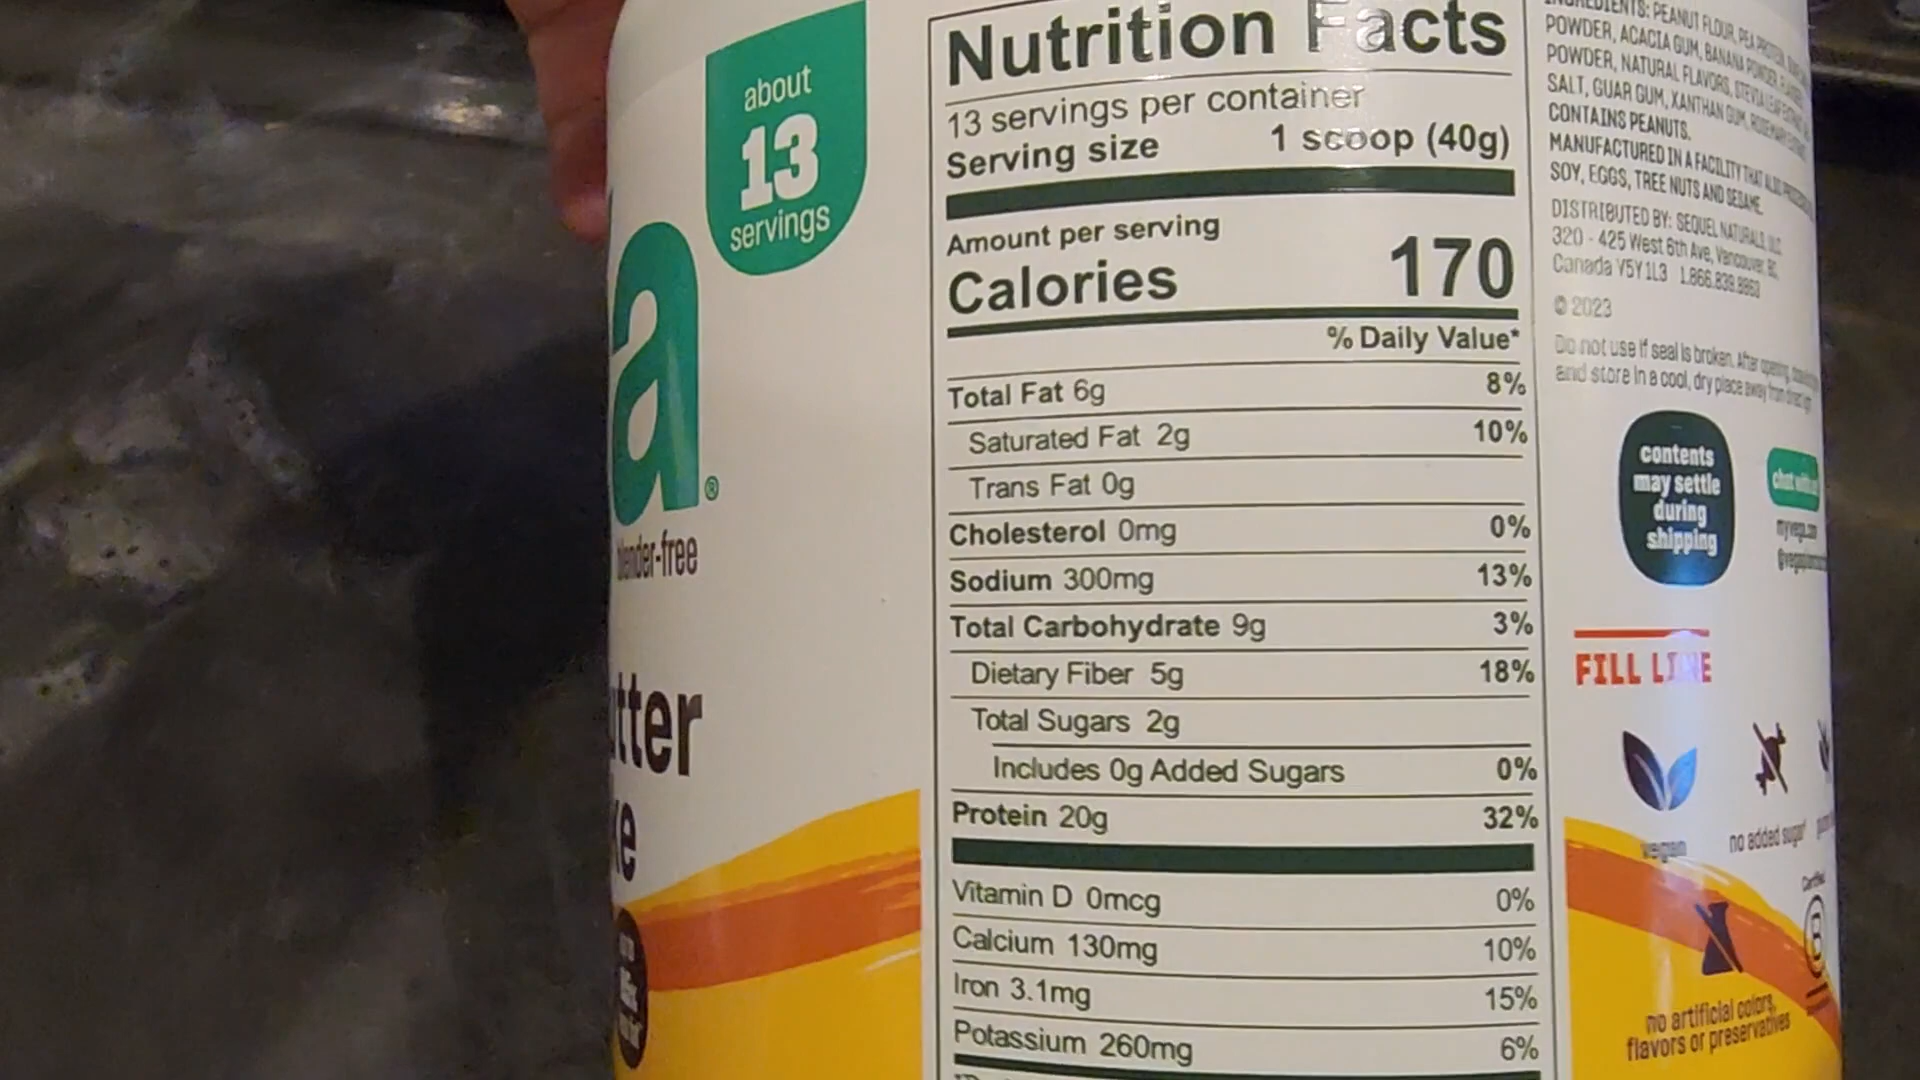 about
13
servings
a®
blender-free
tter
e
Nutrition Facts
13 servings per container
Serving size 1 scoop (40g)
Amount per serving
Calories 170
% Daily Value*
Total Fat 6g 8%
Saturated Fat 2g 10%
Trans Fat 0g
Cholesterol 0mg 0%
Sodium 300mg 13%
Total Carbohydrate 9g 3%
Dietary Fiber 5g 18%
Total Sugars 2g
Includes 0g Added Sugars 0%
Protein 20g 32%
Vitamin D 0mcg 0%
Calcium 130mg 10%
Iron 3.1mg 15%
Potassium 260mg 6%
INGREDIENTS: PEANUT FLOUR, PEA PROTEIN,
POWDER, ACACIA GUM, BANANA POWDER,
POWDER, NATURAL FLAVORS, STEVIA LEAF EXTRACT,
SALT, GUAR GUM, XANTHAN GUM, ROSEMARY EXTRACT.
CONTAINS PEANUTS.
MANUFACTURED IN A FACILITY THAT ALSO PROCESSES
SOY, EGGS, TREE NUTS AND SESAME.
DISTRIBUTED BY: SEQUEL NATURALS, ULC
320 - 425 West 6th Ave, Vancouver, BC,
Canada V5Y 1L3 1.866.839.8863
© 2023
Do not use if seal is broken. After opening,
and store in a cool, dry place away from direct
contents
may settle
during
shipping
chat with
myvega.com
FILL LINE
vegan
no added sugar
Certified
B
no artificial colors,
flavors or preservatives